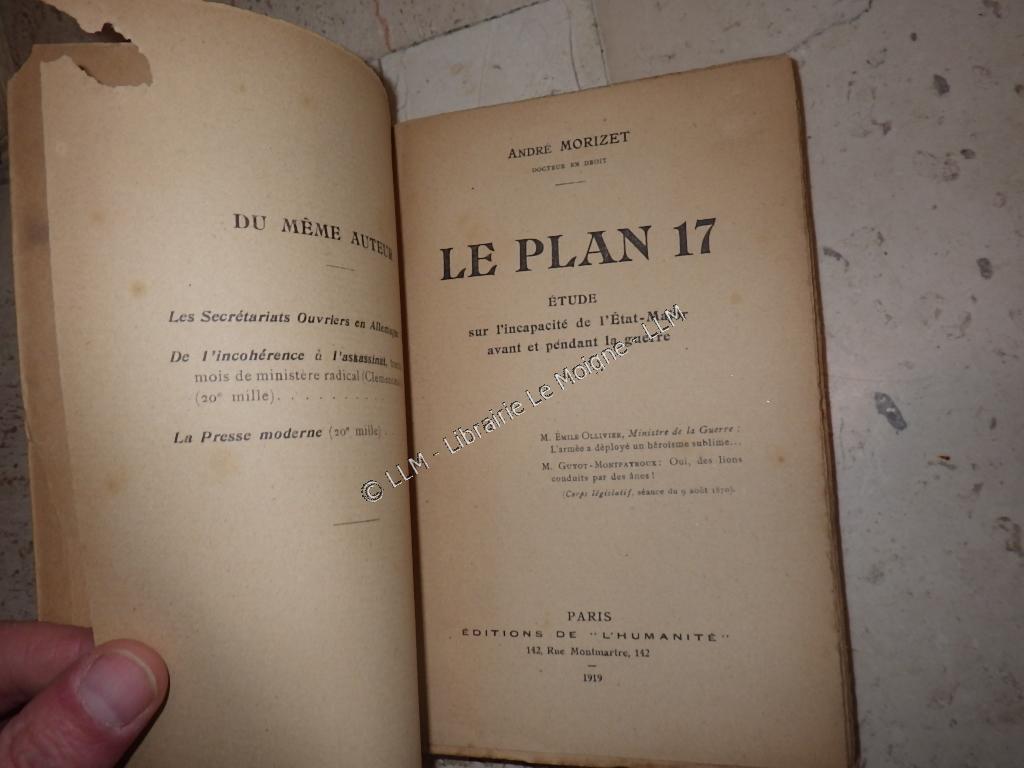 DU MÊME AUTEUR
Les Secrétariats Ouvriers en Allemagne
De l'incohérence à l'assassinat,
mois de ministère radical (Clemenceau)
(20e mille). . . . . . . . .
La Presse moderne (20e mille) . .
ANDRÉ MORIZET
DOCTEUR EN DROIT
LE PLAN 17
ÉTUDE
sur l'incapacité de l'État-Major
avant et pendant la guerre
M. ÉMILE OLLIVIER, Ministre de la Guerre :
L'armée a déployé un héroïsme sublime...
M. GUYOT-MONTPAYROUX : Oui, des lions
conduits par des ânes !
(Corps législatif, séance du 9 août 1870).
PARIS
ÉDITIONS DE "L'HUMANITÉ"
142, Rue Montmartre, 142
1919
© LLM - Librairie Le Moigne - LLM